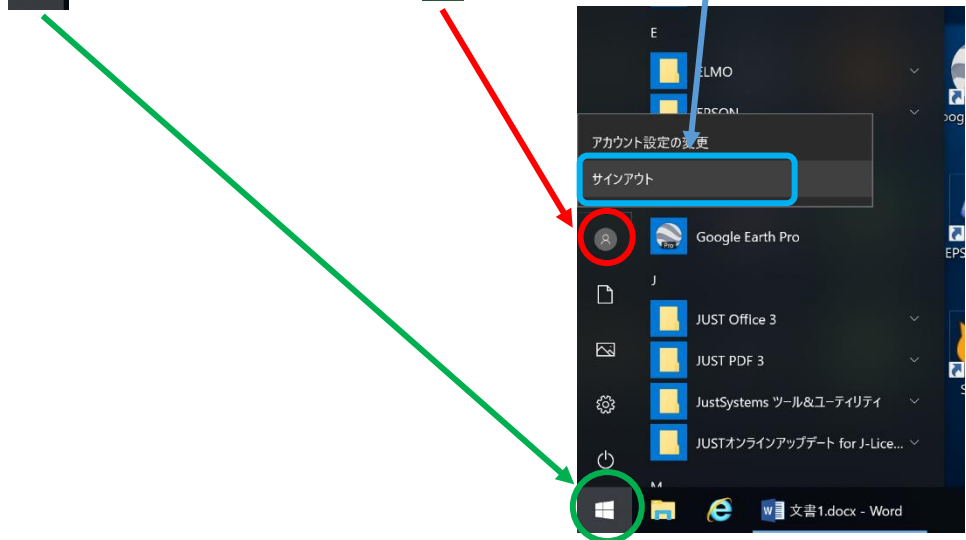 E
ELMO
EPSON
アカウント設定の変更
サインアウト
Google Earth Pro
J
JUST Office 3
JUST PDF 3
JustSystems ツール&ユーティリティ
JUSTオンラインアップデート for J-Lice...
M
文書1.docx - Word